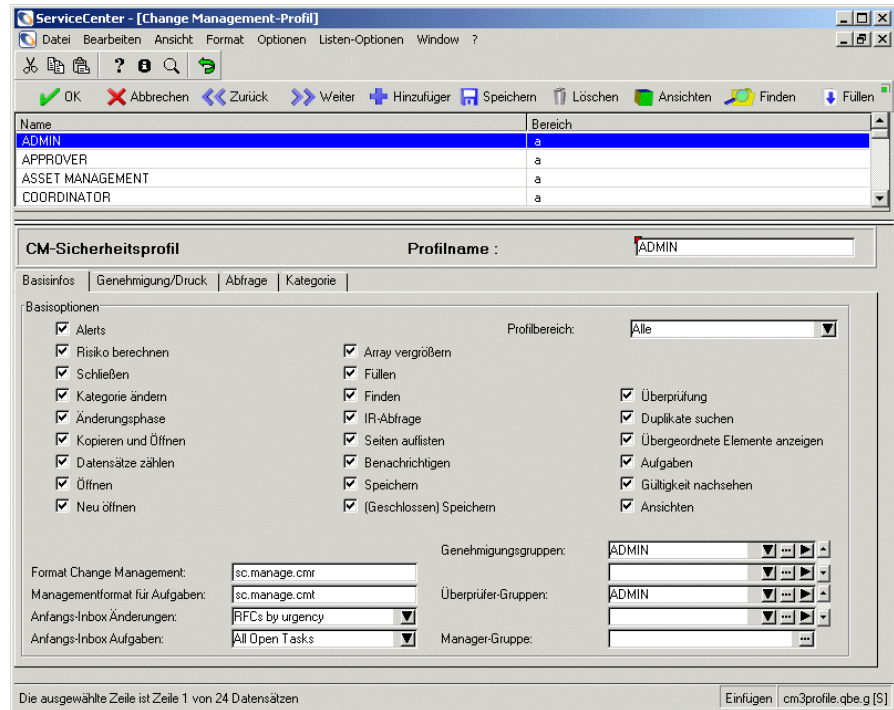 ServiceCenter - [Change Management-Profil]
Datei Bearbeiten Ansicht Format Optionen Listen-Optionen Window ?
OK Abbrechen Zurück Weiter Hinzufüger Speichern Löschen Ansichten Finden Füllen
Name Bereich
ADMIN a
APPROVER a
ASSET MANAGEMENT a
COORDINATOR a
CM-Sicherheitsprofil Profilname : ADMIN
Basisinfos Genehmigung/Druck Abfrage Kategorie
Basisoptionen
Alerts Profilbereich: Alle
Risiko berechnen Array vergrößern
Schließen Füllen
Kategorie ändern Finden Überprüfung
Änderungsphase IR-Abfrage Duplikate suchen
Kopieren und Öffnen Seiten auflisten Übergeordnete Elemente anzeigen
Datensätze zählen Benachrichtigen Aufgaben
Öffnen Speichern Gültigkeit nachsehen
Neu öffnen (Geschlossen) Speichern Ansichten
Genehmigungsgruppen: ADMIN
Format Change Management: sc.manage.cmr
Managementformat für Aufgaben: sc.manage.cmt Überprüfer-Gruppen: ADMIN
Anfangs-Inbox Änderungen: RFCs by urgency
Anfangs-Inbox Aufgaben: All Open Tasks Manager-Gruppe:
Die ausgewählte Zeile ist Zeile 1 von 24 Datensätzen Einfügen cm3profile.qbe.g [S]